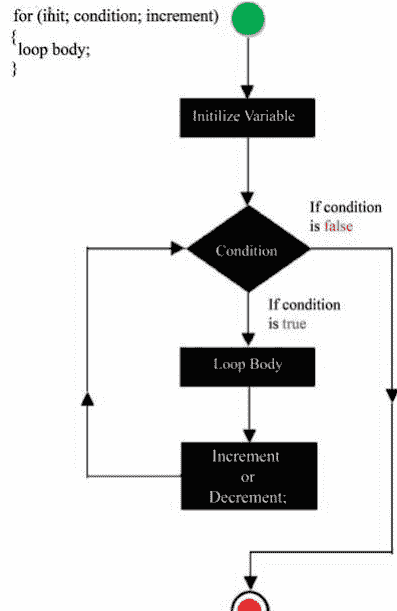 for (init; condition; increment)
{
loop body;
}
Initilize Variable
If condition
is false
Condition
If condition
is true
Loop Body
Increment
or
Decrement;